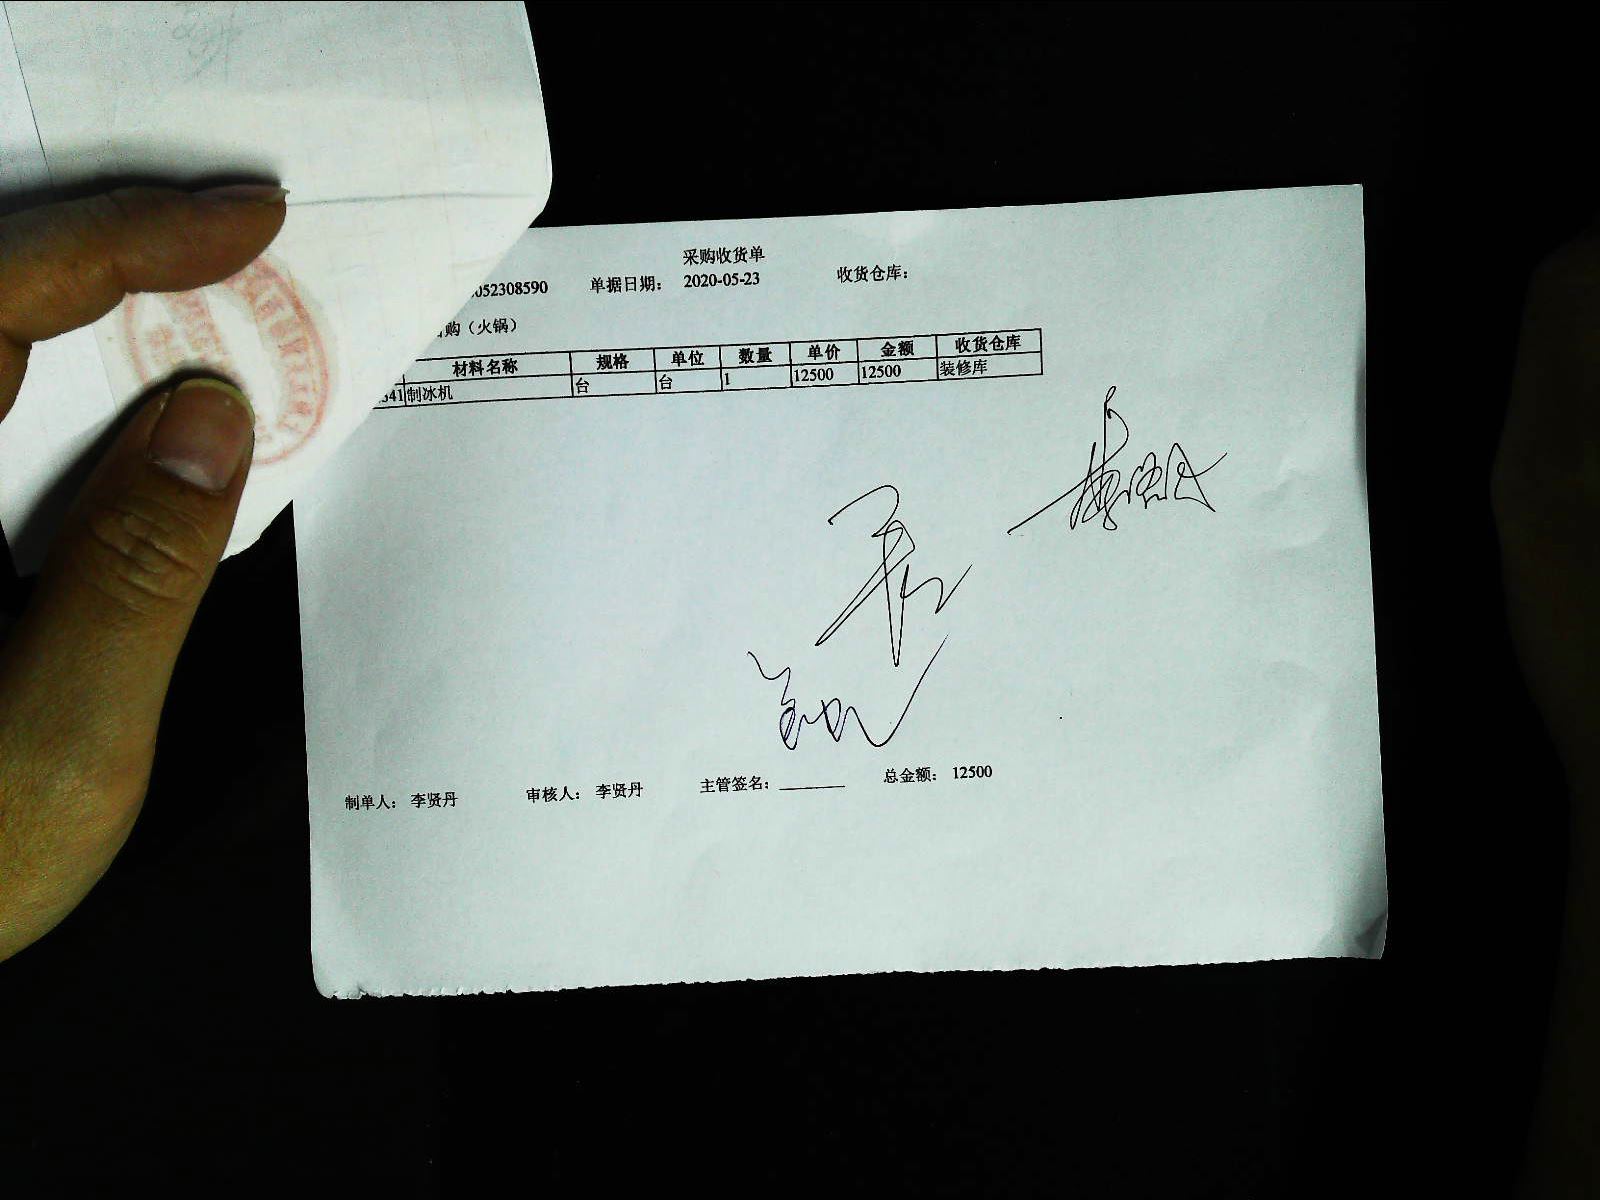 采购收货单
052308590 单据日期： 2020-05-23 收货仓库：
购（火锅）
材料名称 规格 单位 数量 单价 金额 收货仓库
341 制冰机 台 台 1 12500 12500 装修库
制单人： 李贤丹 审核人： 李贤丹 主管签名：_______ 总金额： 12500